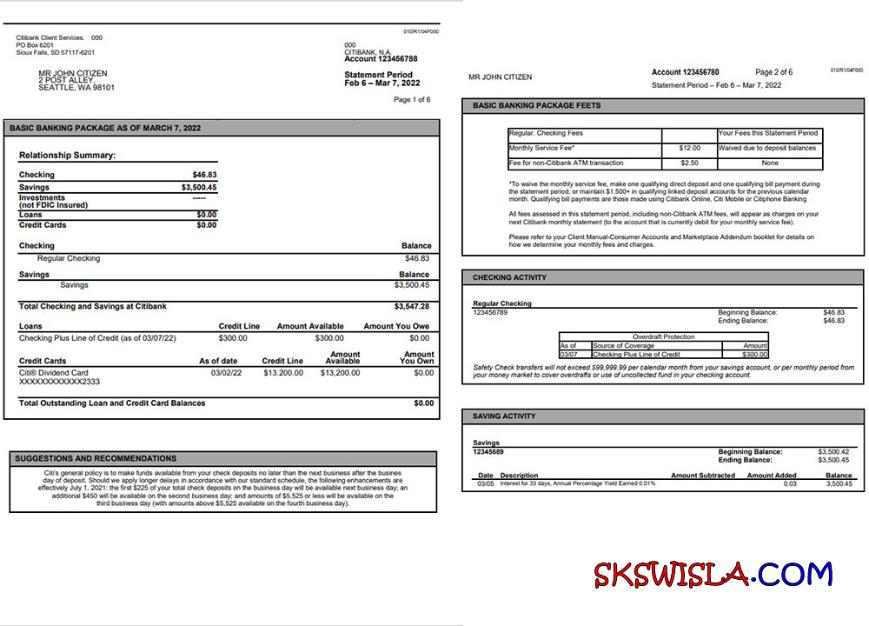 010/R1/04F000
Citibank Client Services. 000
PO Box 6201
Sioux Falls, SD 57117-6201
000
CITIBANK, N.A.
Account 123456788
MR JOHN CITIZEN
2 POST ALLEY,
SEATTLE, WA 98101
Statement Period
Feb 6 – Mar 7, 2022
Page 1 of 6
BASIC BANKING PACKAGE AS OF MARCH 7, 2022
Relationship Summary:
Checking $46.83
Savings $3,500.45
Investments -----
(not FDIC Insured)
Loans $0.00
Credit Cards $0.00
Checking Balance
Regular Checking $46.83
Savings Balance
Savings $3,500.45
Total Checking and Savings at Citibank $3,547.28
Loans Credit Line Amount Available Amount You Owe
Checking Plus Line of Credit (as of 03/07/22) $300.00 $300.00 $0.00
Credit Cards As of date Credit Line Amount Available Amount You Own
Citi® Dividend Card 03/02/22 $13,200.00 $13,200.00 $0.00
XXXXXXXXXXXX2333
Total Outstanding Loan and Credit Card Balances $0.00
SUGGESTIONS AND RECOMMENDATIONS
Citi's general policy is to make funds available from your check deposits no later than the next business after the busines
day of deposit. Should we apply longer delays in accordance with our standard schedule, the following enhancements are
effectively July 1, 2021: the first $225 of your total check deposits on the business day will be available next business day; an
additional $450 will be available on the second business day; and amounts of $5,525 or less will be available on the
third business day (with amounts above $5,525 available on the fourth business day).
MR JOHN CITIZEN
Account 123456780 Page 2 of 6
010/R1/04F000
Statement Period – Feb 6 – Mar 7, 2022
BASIC BANKING PACKAGE FEETS
Regular. Checking Fees Your Fees this Statement Period
Monthly Service Fee* $12.00 Waived due to deposit balances
Fee for non-Citibank ATM transaction $2.50 None
*To waive the monthly service fee, make one qualifying direct deposit and one qualifying bill payment during
the statement period, or maintain $1,500+ in qualifying linked deposit accounts for the previous calendar
month. Qualifying bill payments are those made using Citibank Online, Citi Mobile or Citiphone Banking
All fees assessed in this statement period, including non-Citibank ATM fees, will appear as charges on your
next Citibank monthly statement (to the account that is currently debit for your monthly service fee).
Please refer to your Client Manual-Consumer Accounts and Marketplace Addendum booklet for details on
how we determine your monthly fees and charges.
CHECKING ACTIVITY
Regular Checking
123456789 Beginning Balance: $46.83
Ending Balance: $46.83
Overdraft Protection
As of Source of Coverage Amount
03/07 Checking Plus Line of Credit $300.00
Safety Check transfers will not exceed $99,999.99 per calendar month from your savings account, or per monthly period from
your money market to cover overdrafts or use of uncollected fund in your checking account.
SAVING ACTIVITY
Savings
12345689 Beginning Balance: $3,500.42
Ending Balance: $3,500.45
Date Description Amount Subtracted Amount Added Balance
03/05 Interest for 33 days, Annual Percentage Yield Earned 0.01% 0.03 3,500.45
SKSWISLA.COM